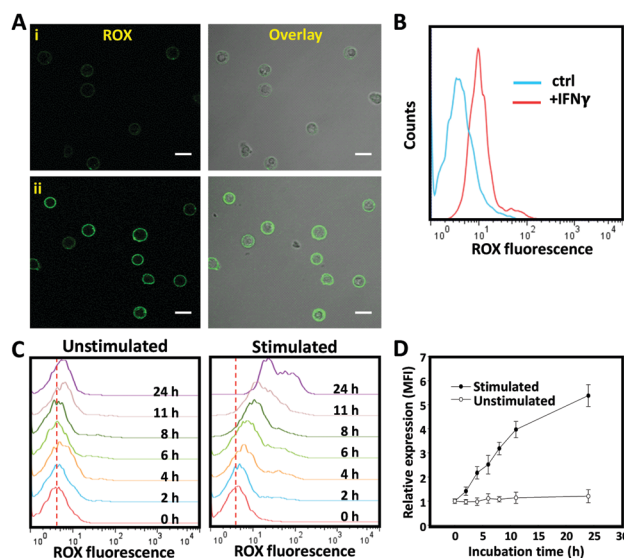 A
i
ROX
Overlay
ii
B
Counts
ctrl
+IFNγ
10⁰ 10¹ 10² 10³ 10⁴
ROX fluorescence
C
Unstimulated
Stimulated
24 h
11 h
8 h
6 h
4 h
2 h
0 h
24 h
11 h
8 h
6 h
4 h
2 h
0 h
10⁰ 10¹ 10² 10³ 10⁴
10⁰ 10¹ 10² 10³ 10⁴
ROX fluorescence
D
Relative expression (MFI)
7
6
5
4
3
2
1
0
Stimulated
Unstimulated
0 5 10 15 20 25 30
Incubation time (h)